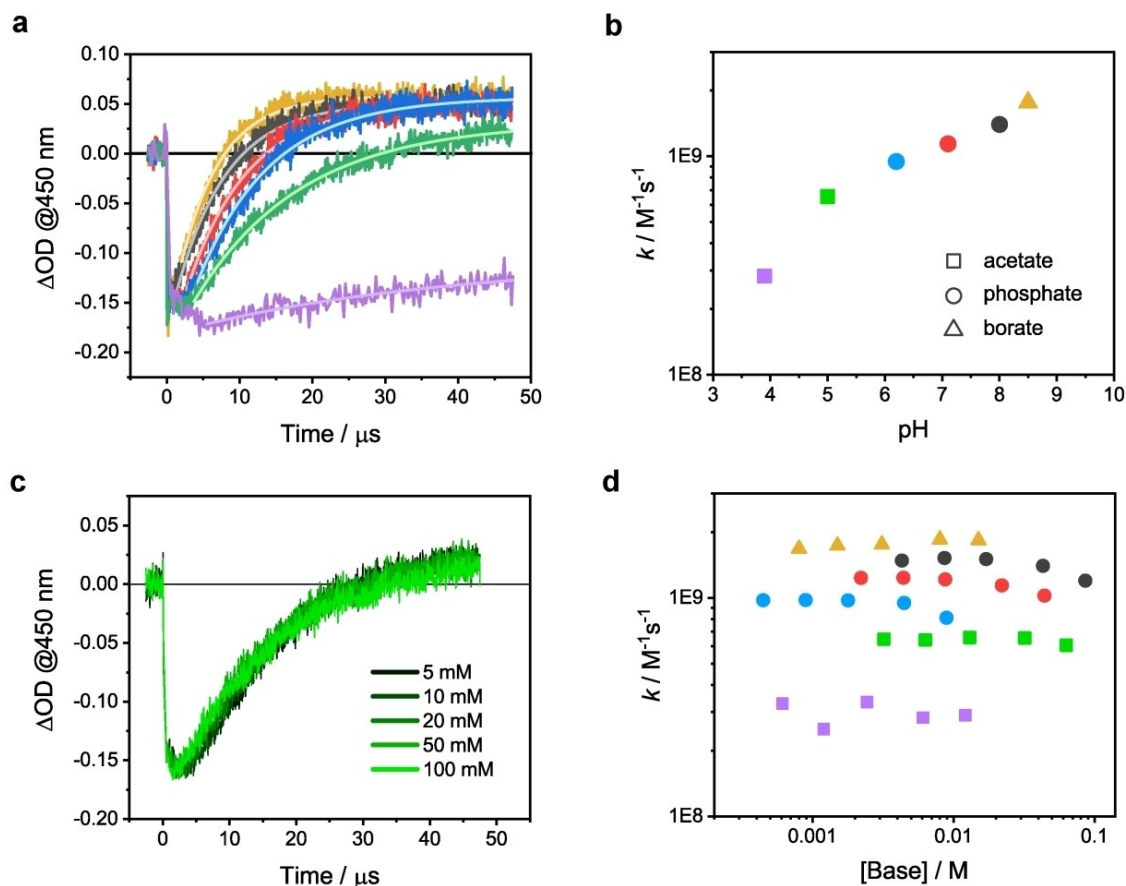 a
ΔOD @450 nm
0.10
0.05
0.00
-0.05
-0.10
-0.15
-0.20
0 10 20 30 40 50
Time / μs
b
k / M⁻¹s⁻¹
1E9
1E8
acetate
phosphate
borate
3 4 5 6 7 8 9 10
pH
c
ΔOD @450 nm
0.05
0.00
-0.05
-0.10
-0.15
-0.20
5 mM
10 mM
20 mM
50 mM
100 mM
0 10 20 30 40 50
Time / μs
d
k / M⁻¹s⁻¹
1E9
1E8
0.001 0.01 0.1
[Base] / M